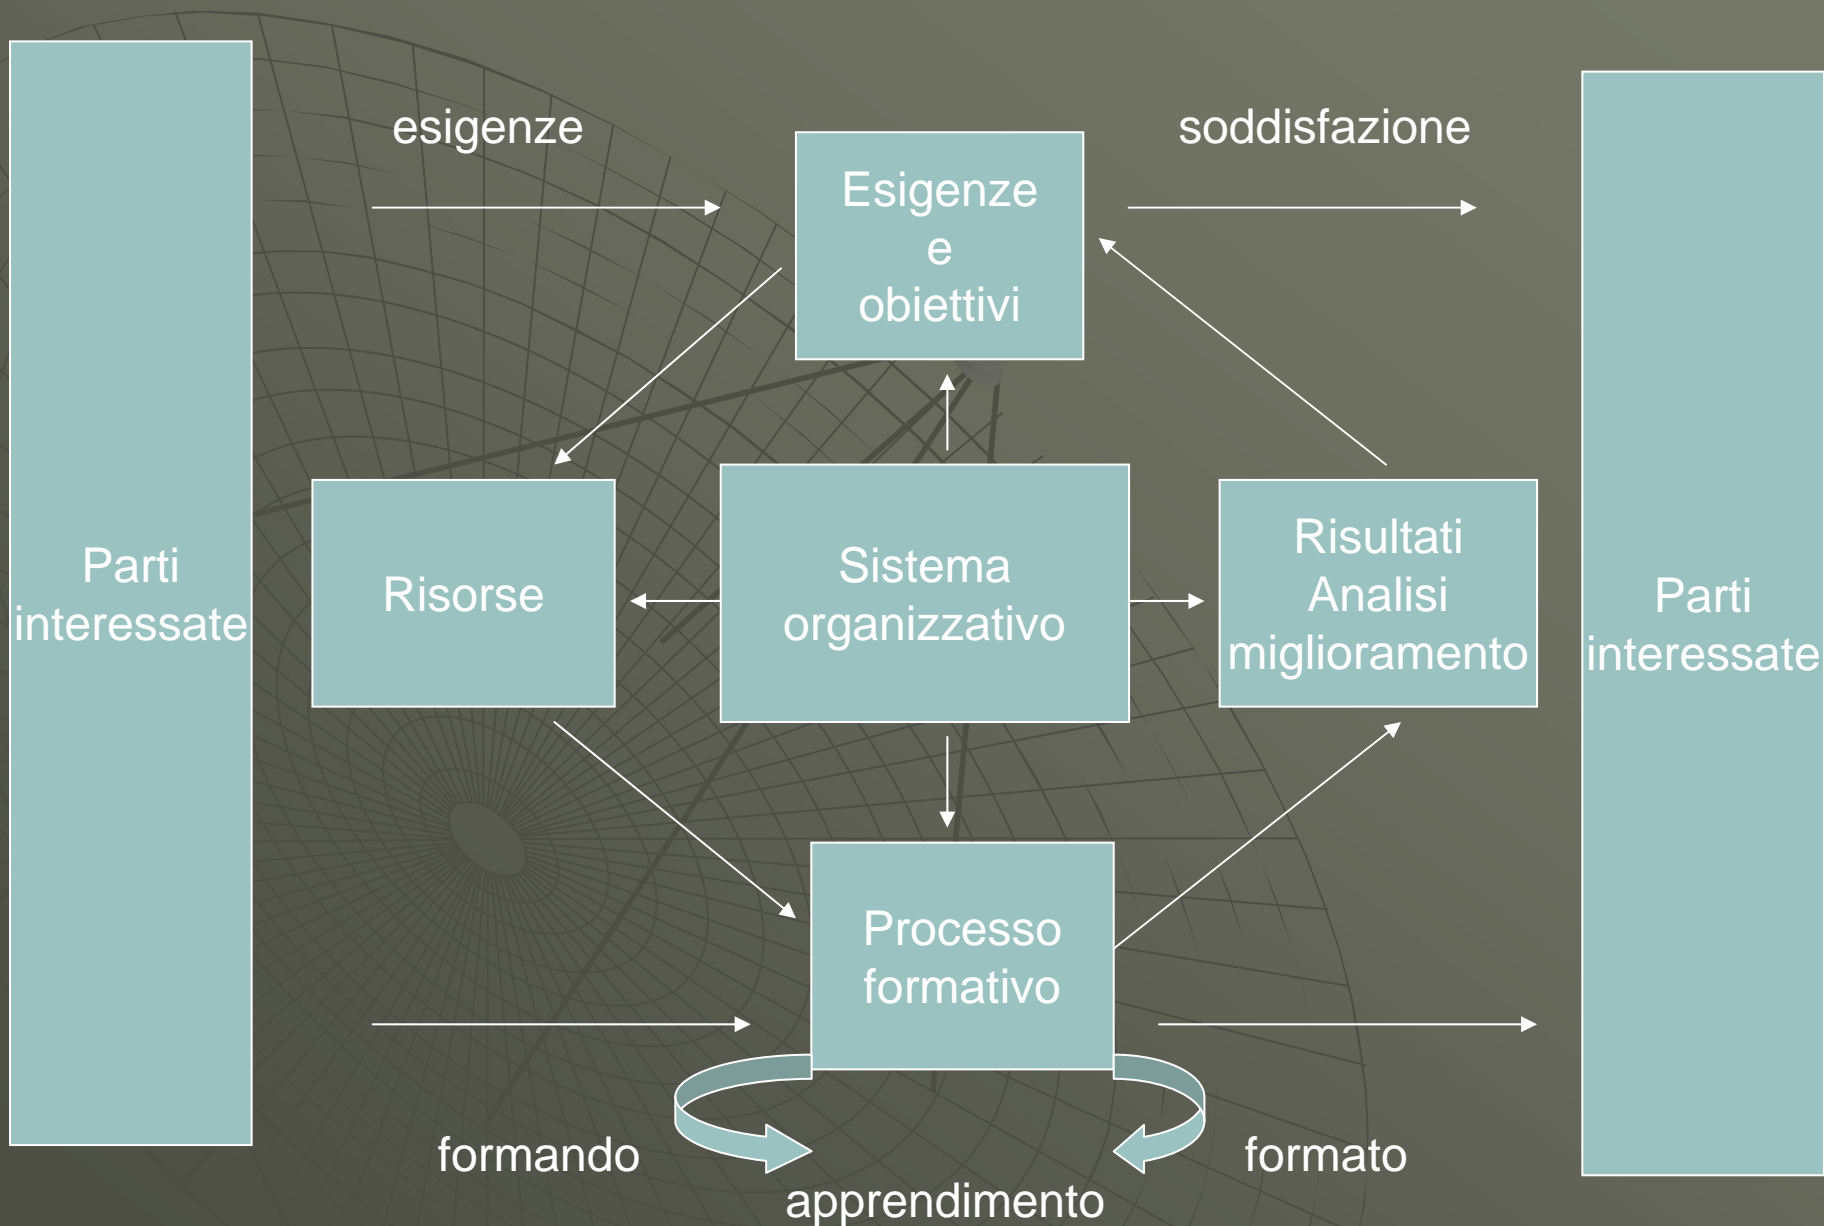 esigenze
soddisfazione
Esigenze
e
obiettivi
Parti
interessate
Risorse
Sistema
organizzativo
Risultati
Analisi
miglioramento
Parti
interessate
Processo
formativo
formando
formato
apprendimento